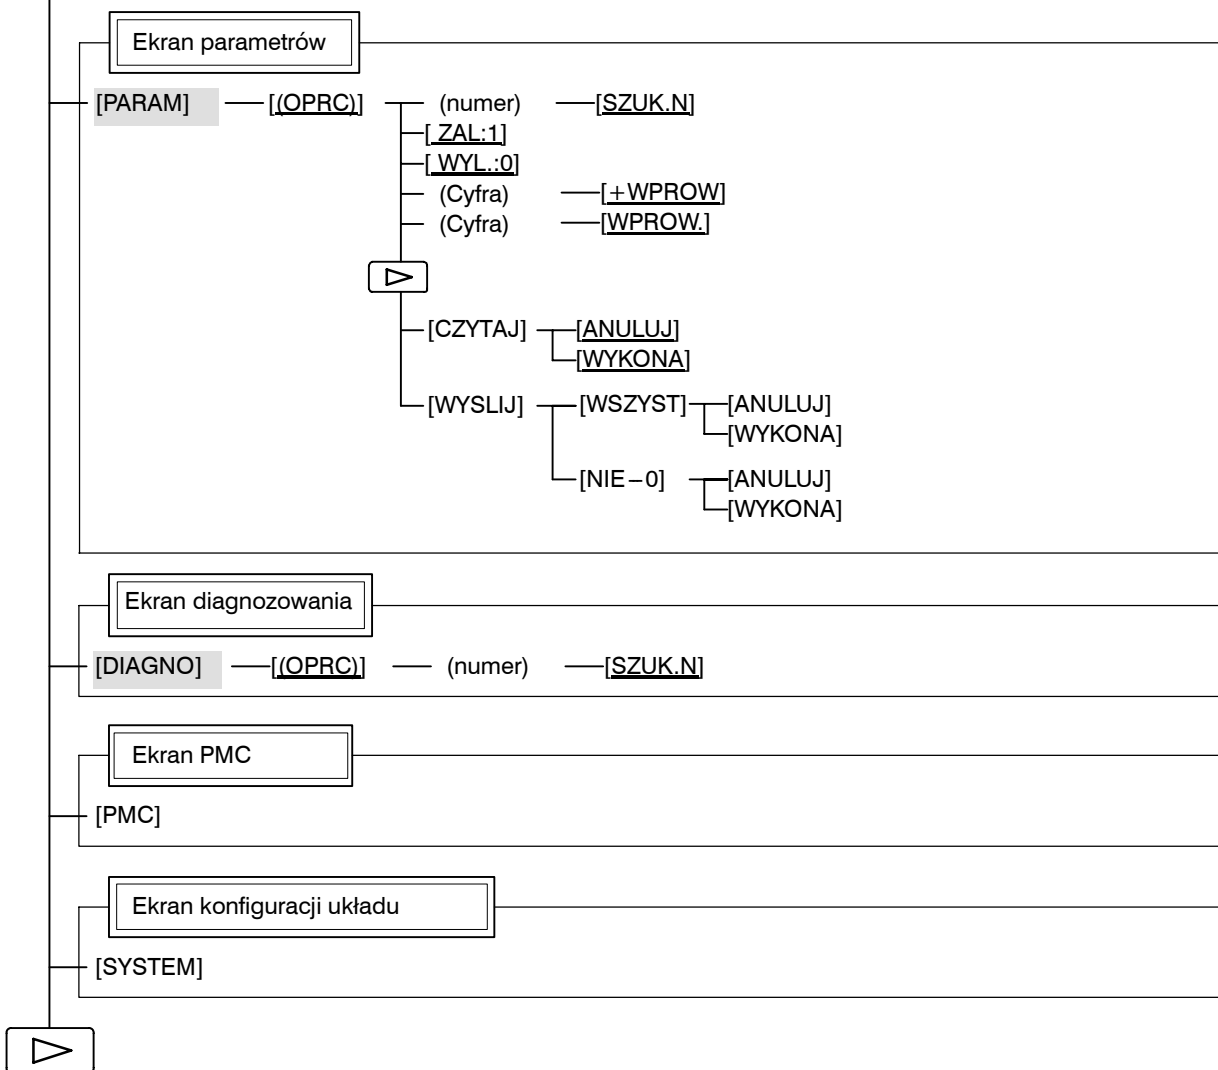 Ekran parametrów
[PARAM] [(OPRC)] (numer) [SZUK.N]
[ ZAL:1]
[ WYL.:0]
(Cyfra) [+WPROW]
(Cyfra) [WPROW.]
[CZYTAJ] [ANULUJ]
[WYKONA]
[WYSLIJ] [WSZYST] [ANULUJ]
[WYKONA]
[NIE−0] [ANULUJ]
[WYKONA]
Ekran diagnozowania
[DIAGNO] [(OPRC)] (numer) [SZUK.N]
Ekran PMC
[PMC]
Ekran konfiguracji układu
[SYSTEM]